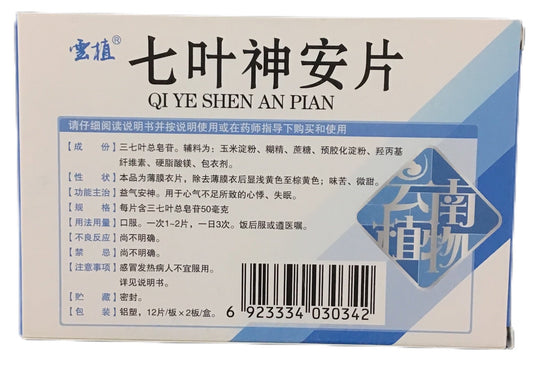 雲植®
七叶神安片
QI YE SHEN AN PIAN
请仔细阅读说明书并按说明使用或在药师指导下购买和使用
【成 份】三七叶总皂苷。辅料为：玉米淀粉、糊精、蔗糖、预胶化淀粉、羟丙基
纤维素、硬脂酸镁、包衣剂。
【性 状】本品为薄膜衣片，除去薄膜衣后显浅黄色至棕黄色；味苦、微甜。
【功能主治】益气安神。用于心气不足所致的心悸、失眠。
【规 格】每片含三七叶总皂苷50毫克
【用法用量】口服。一次1~2片，一日3次。饭后服或遵医嘱。
【不良反应】尚不明确。
【禁 忌】尚不明确。
【注意事项】感冒发热病人不宜服用。
详见说明书。
【贮 藏】密封。
【包 装】铝塑，12片/板×2板/盒。
云南
植物
6 923334 030342